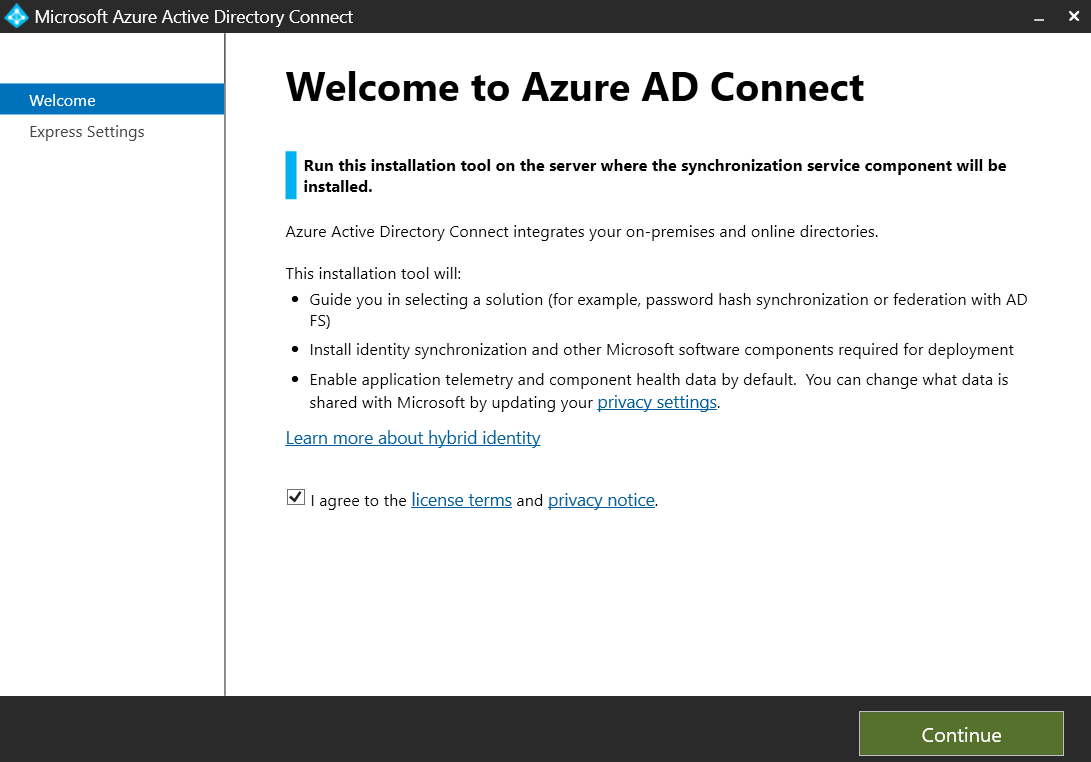 Microsoft Azure Active Directory Connect
Welcome
Express Settings
Welcome to Azure AD Connect
Run this installation tool on the server where the synchronization service component will be
installed.
Azure Active Directory Connect integrates your on-premises and online directories.
This installation tool will:
• Guide you in selecting a solution (for example, password hash synchronization or federation with AD
FS)
• Install identity synchronization and other Microsoft software components required for deployment
• Enable application telemetry and component health data by default.  You can change what data is
shared with Microsoft by updating your privacy settings.
Learn more about hybrid identity
I agree to the license terms and privacy notice.
Continue